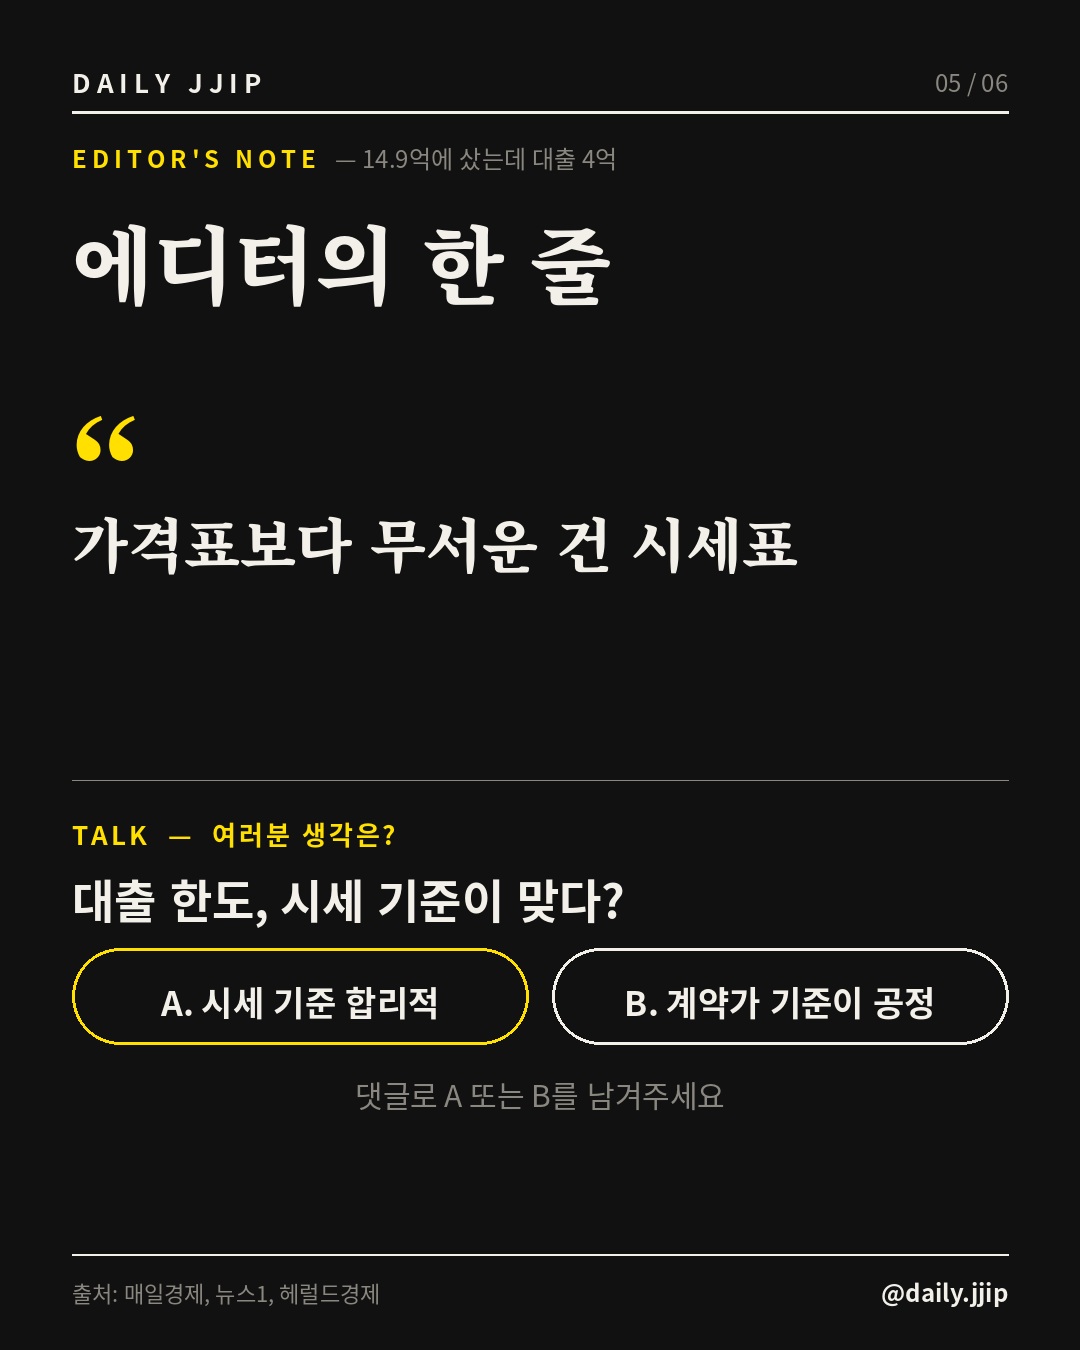 DAILY JJIP
05 / 06
EDITOR'S NOTE — 14.9억에 샀는데 대출 4억
에디터의 한 줄
“
가격표보다 무서운 건 시세표
TALK — 여러분 생각은?
대출 한도, 시세 기준이 맞다?
A. 시세 기준 합리적
B. 계약가 기준이 공정
댓글로 A 또는 B를 남겨주세요
출처: 매일경제, 뉴스1, 헤럴드경제
@daily.jjip